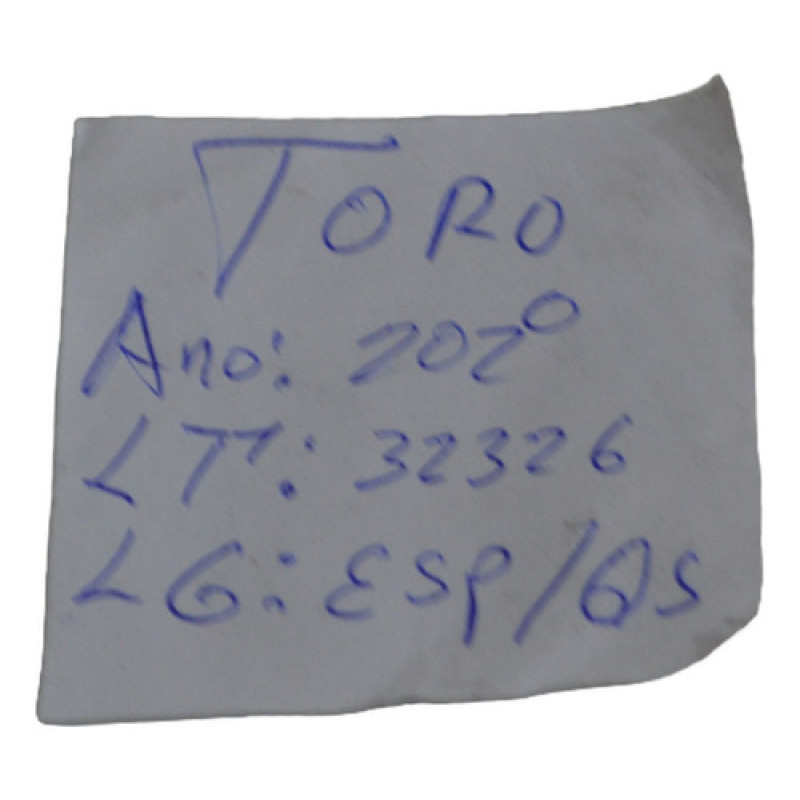 TORO
Ano: 2020
LT: 32326
LG: ESP/QS